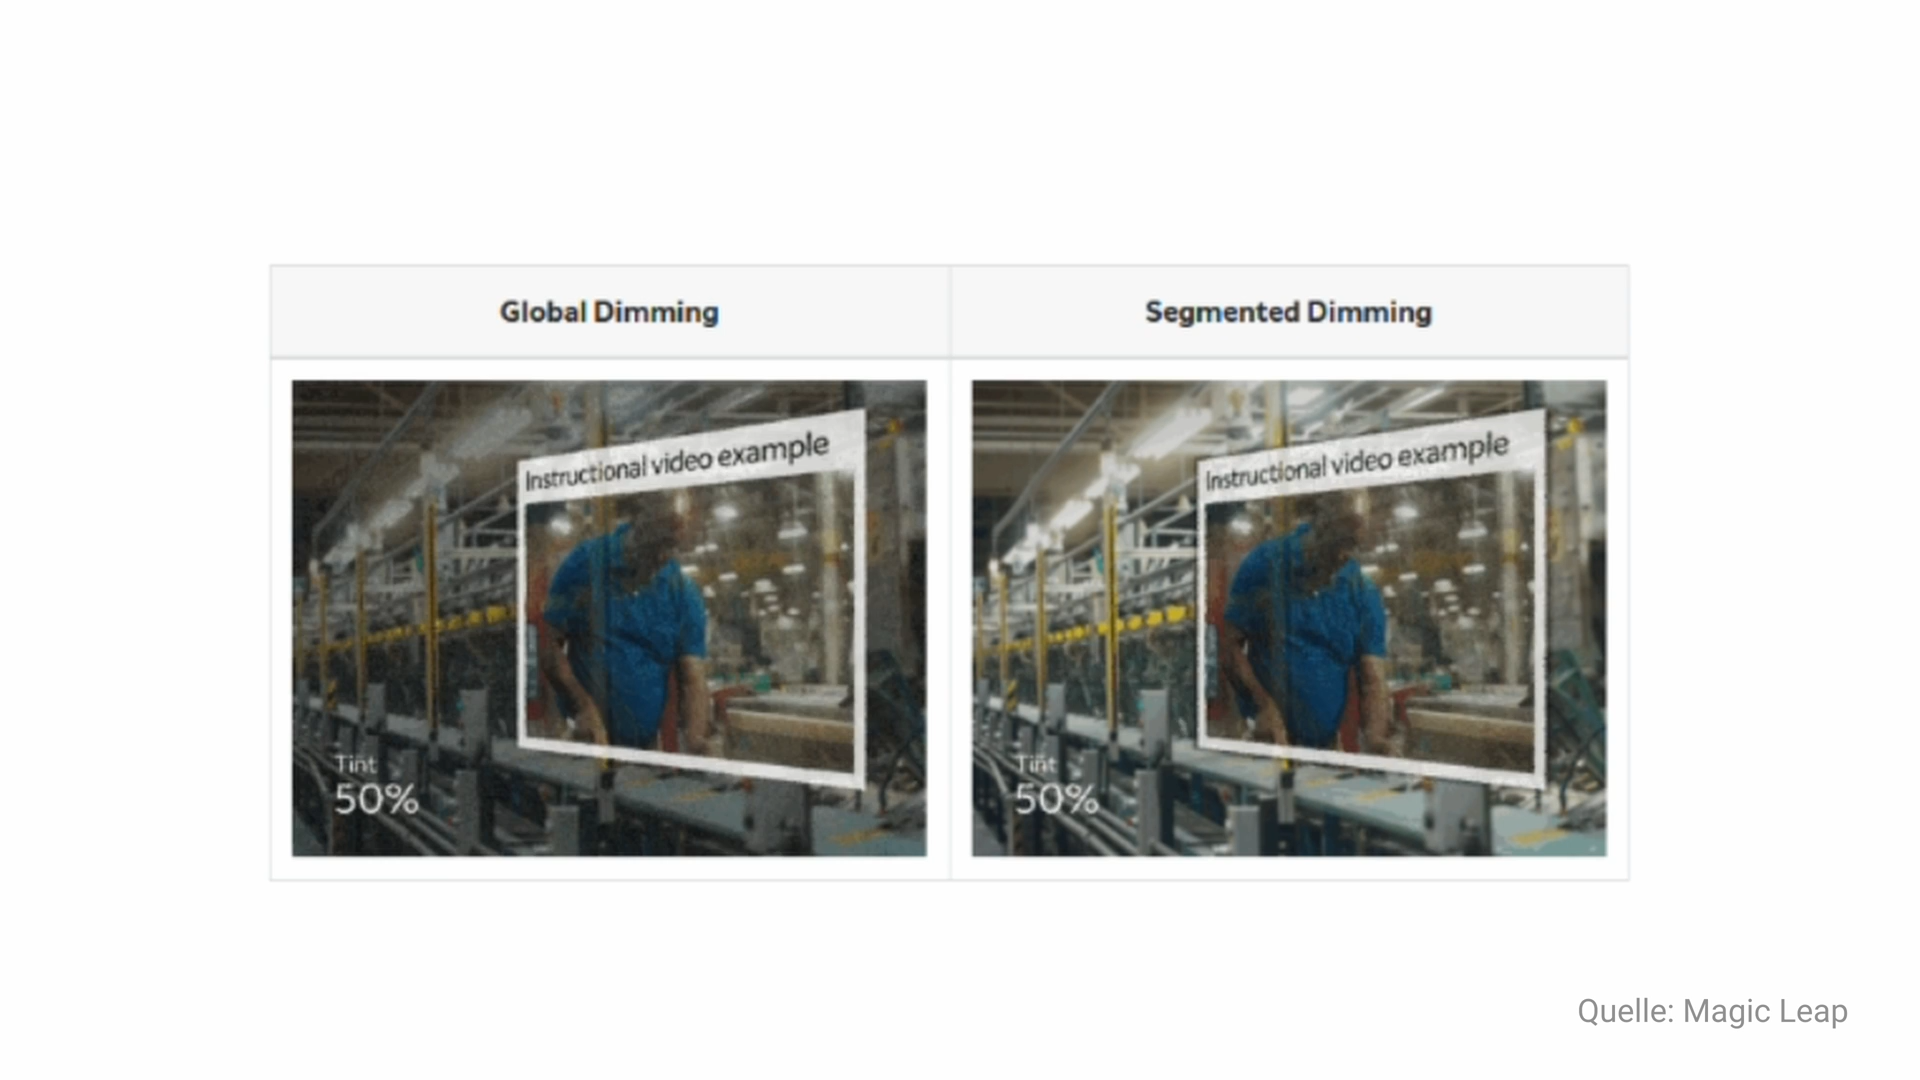 Global Dimming
Segmented Dimming
Instructional video example
Tint
50%
Instructional video example
Tint
50%
Quelle: Magic Leap